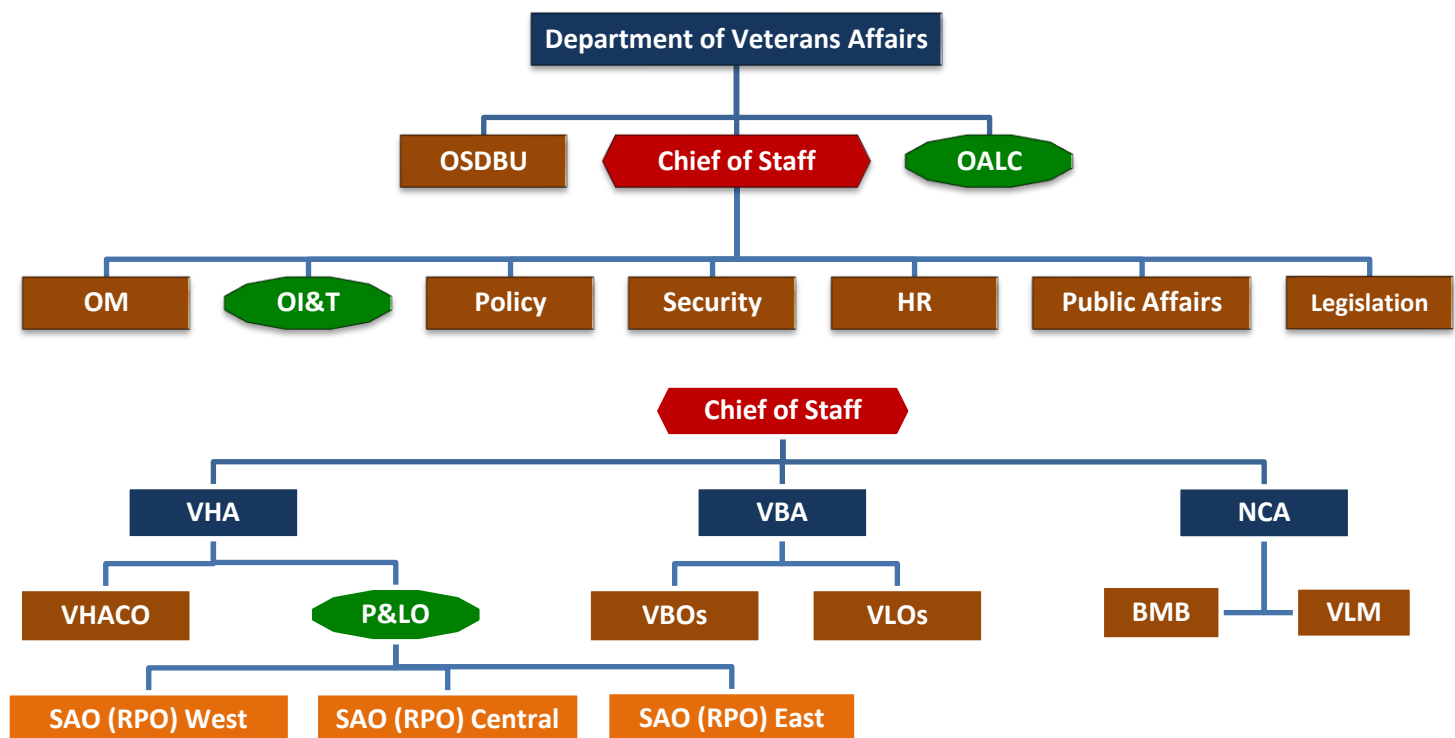 Department of Veterans Affairs
OSDBU
Chief of Staff
OALC
OM
OI&T
Policy
Security
HR
Public Affairs
Legislation
Chief of Staff
VHA
VBA
NCA
VHACO
P&LO
VBOs
VLOs
BMB
VLM
SAO (RPO) West
SAO (RPO) Central
SAO (RPO) East